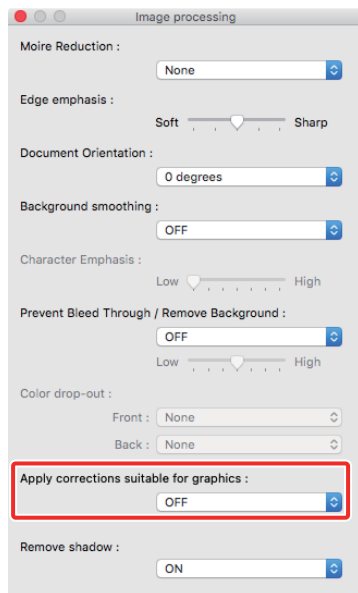 Image processing
Moire Reduction :
None
Edge emphasis :
Soft Sharp
Document Orientation :
0 degrees
Background smoothing :
OFF
Character Emphasis :
Low High
Prevent Bleed Through / Remove Background :
OFF
Low High
Color drop-out :
Front : None
Back : None
Apply corrections suitable for graphics :
OFF
Remove shadow :
ON